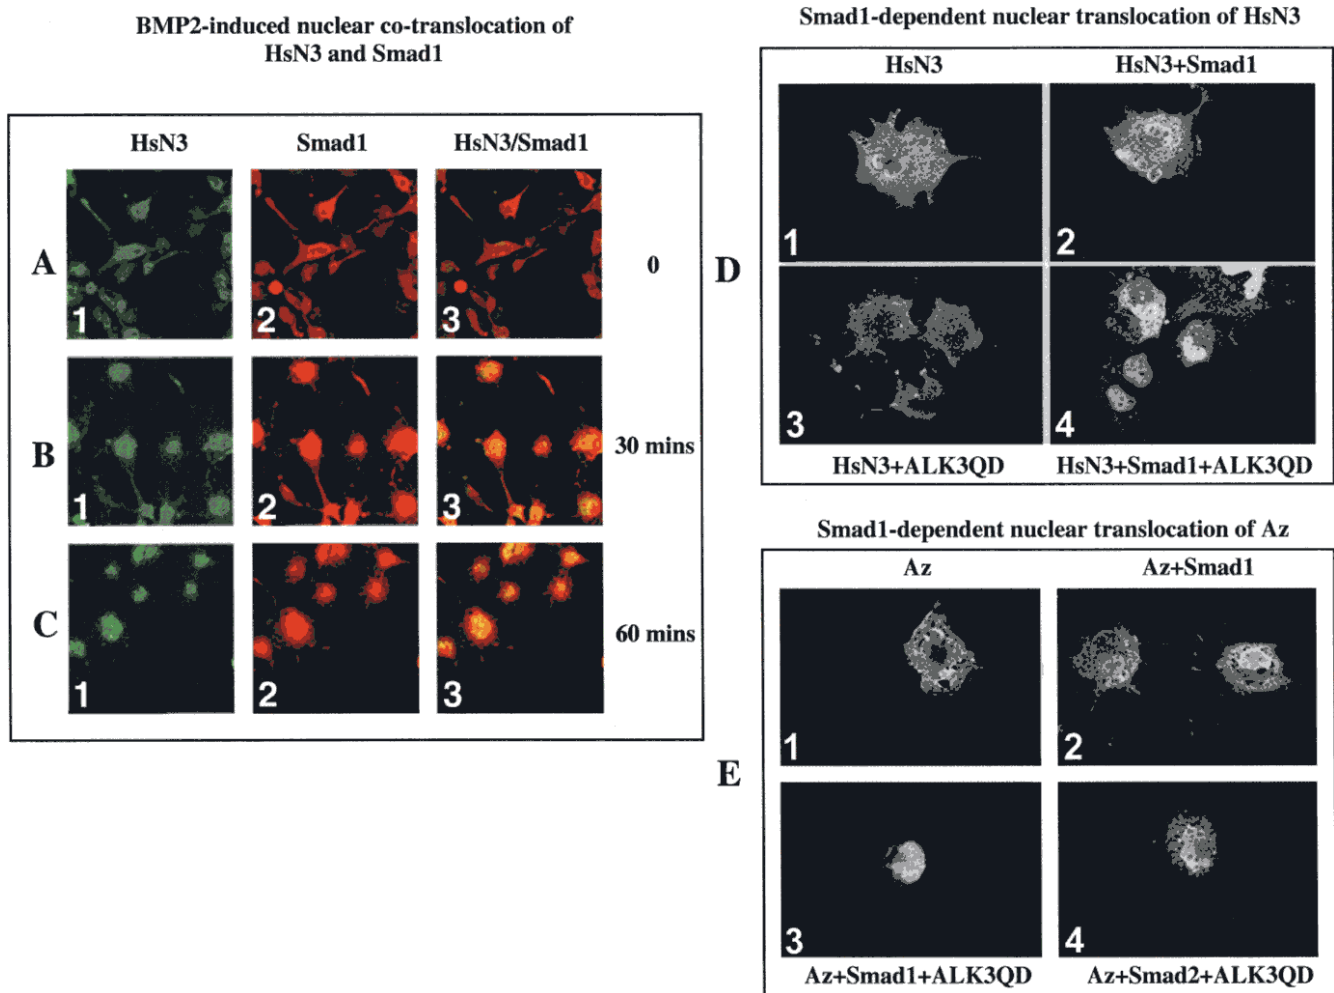 BMP2-induced nuclear co-translocation of
HsN3 and Smad1
HsN3 Smad1 HsN3/Smad1
A 1 2 3 0
B 1 2 3 30 mins
C 1 2 3 60 mins
Smad1-dependent nuclear translocation of HsN3
HsN3 HsN3+Smad1
D
1 2
3 4
HsN3+ALK3QD HsN3+Smad1+ALK3QD
Smad1-dependent nuclear translocation of Az
Az Az+Smad1
E
1 2
3 4
Az+Smad1+ALK3QD Az+Smad2+ALK3QD